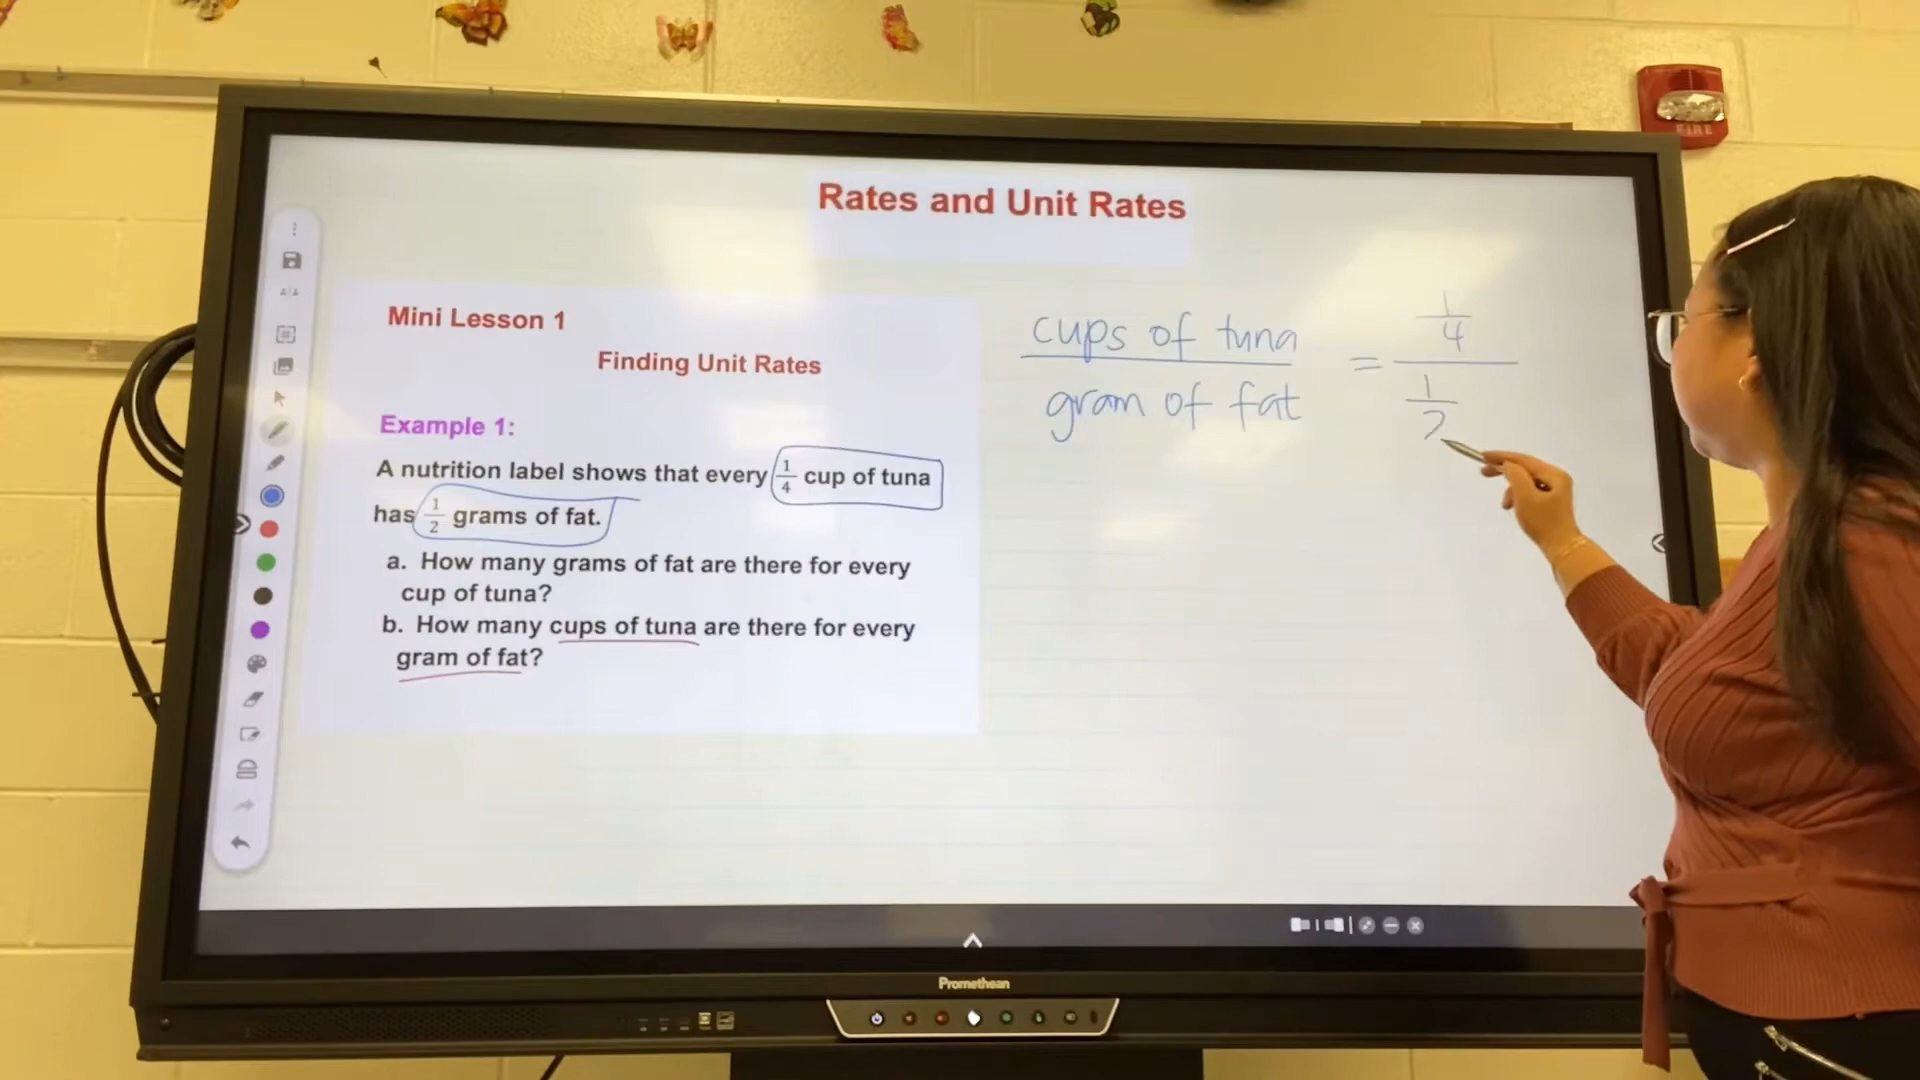 FIRE
Rates and Unit Rates
Mini Lesson 1
Finding Unit Rates
Example 1:
A nutrition label shows that every 1/4 cup of tuna
has 1/2 grams of fat.
a. How many grams of fat are there for every
cup of tuna?
b. How many cups of tuna are there for every
gram of fat?
cups of tuna
gram of fat
=
1
4
1
2
Promethean